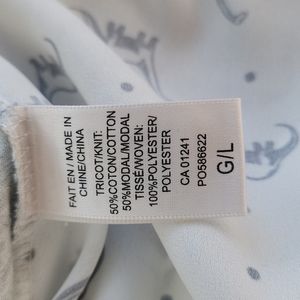 FAIT EN / MADE IN
CHINE/CHINA
TRICOT/KNIT:
50%COTON/COTTON
50%MODAL/MODAL
TISSÉ/WOVEN:
100%POLYESTER/
POLYESTER
CA 01241
PO586622
G/L